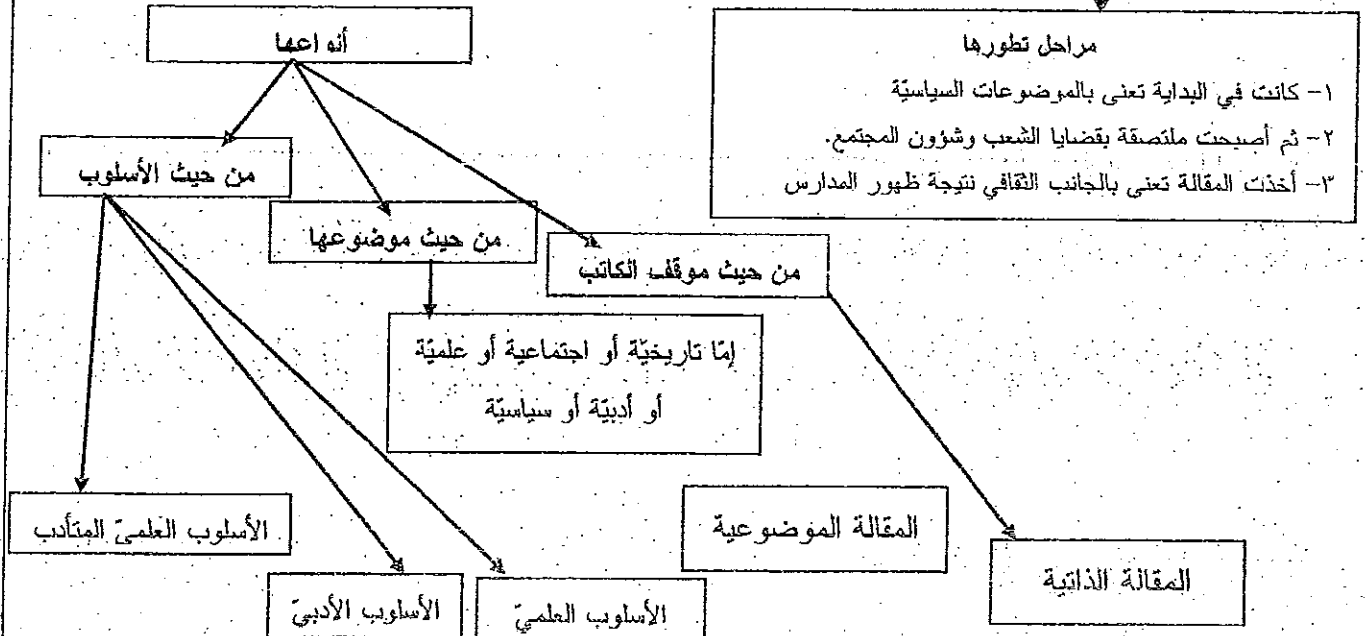 مراحل تطورها
١- كانت في البداية تعنى بالموضوعات السياسيّة
٢- ثم أصبحت ملتصقة بقضايا الشعب وشؤون المجتمع.
٣- أخذت المقالة تعنى بالجانب الثقافي نتيجة ظهور المدارس
أنواعها
من حيث الأسلوب
من حيث موضوعها
من حيث موقف الكاتب
إمّا تاريخيّة أو اجتماعية أو علميّة
أو أدبيّة أو سياسيّة
المقالة الذاتية
المقالة الموضوعية
الأسلوب العلميّ
الأسلوب الأدبيّ
الأسلوب العلميّ المتأدب